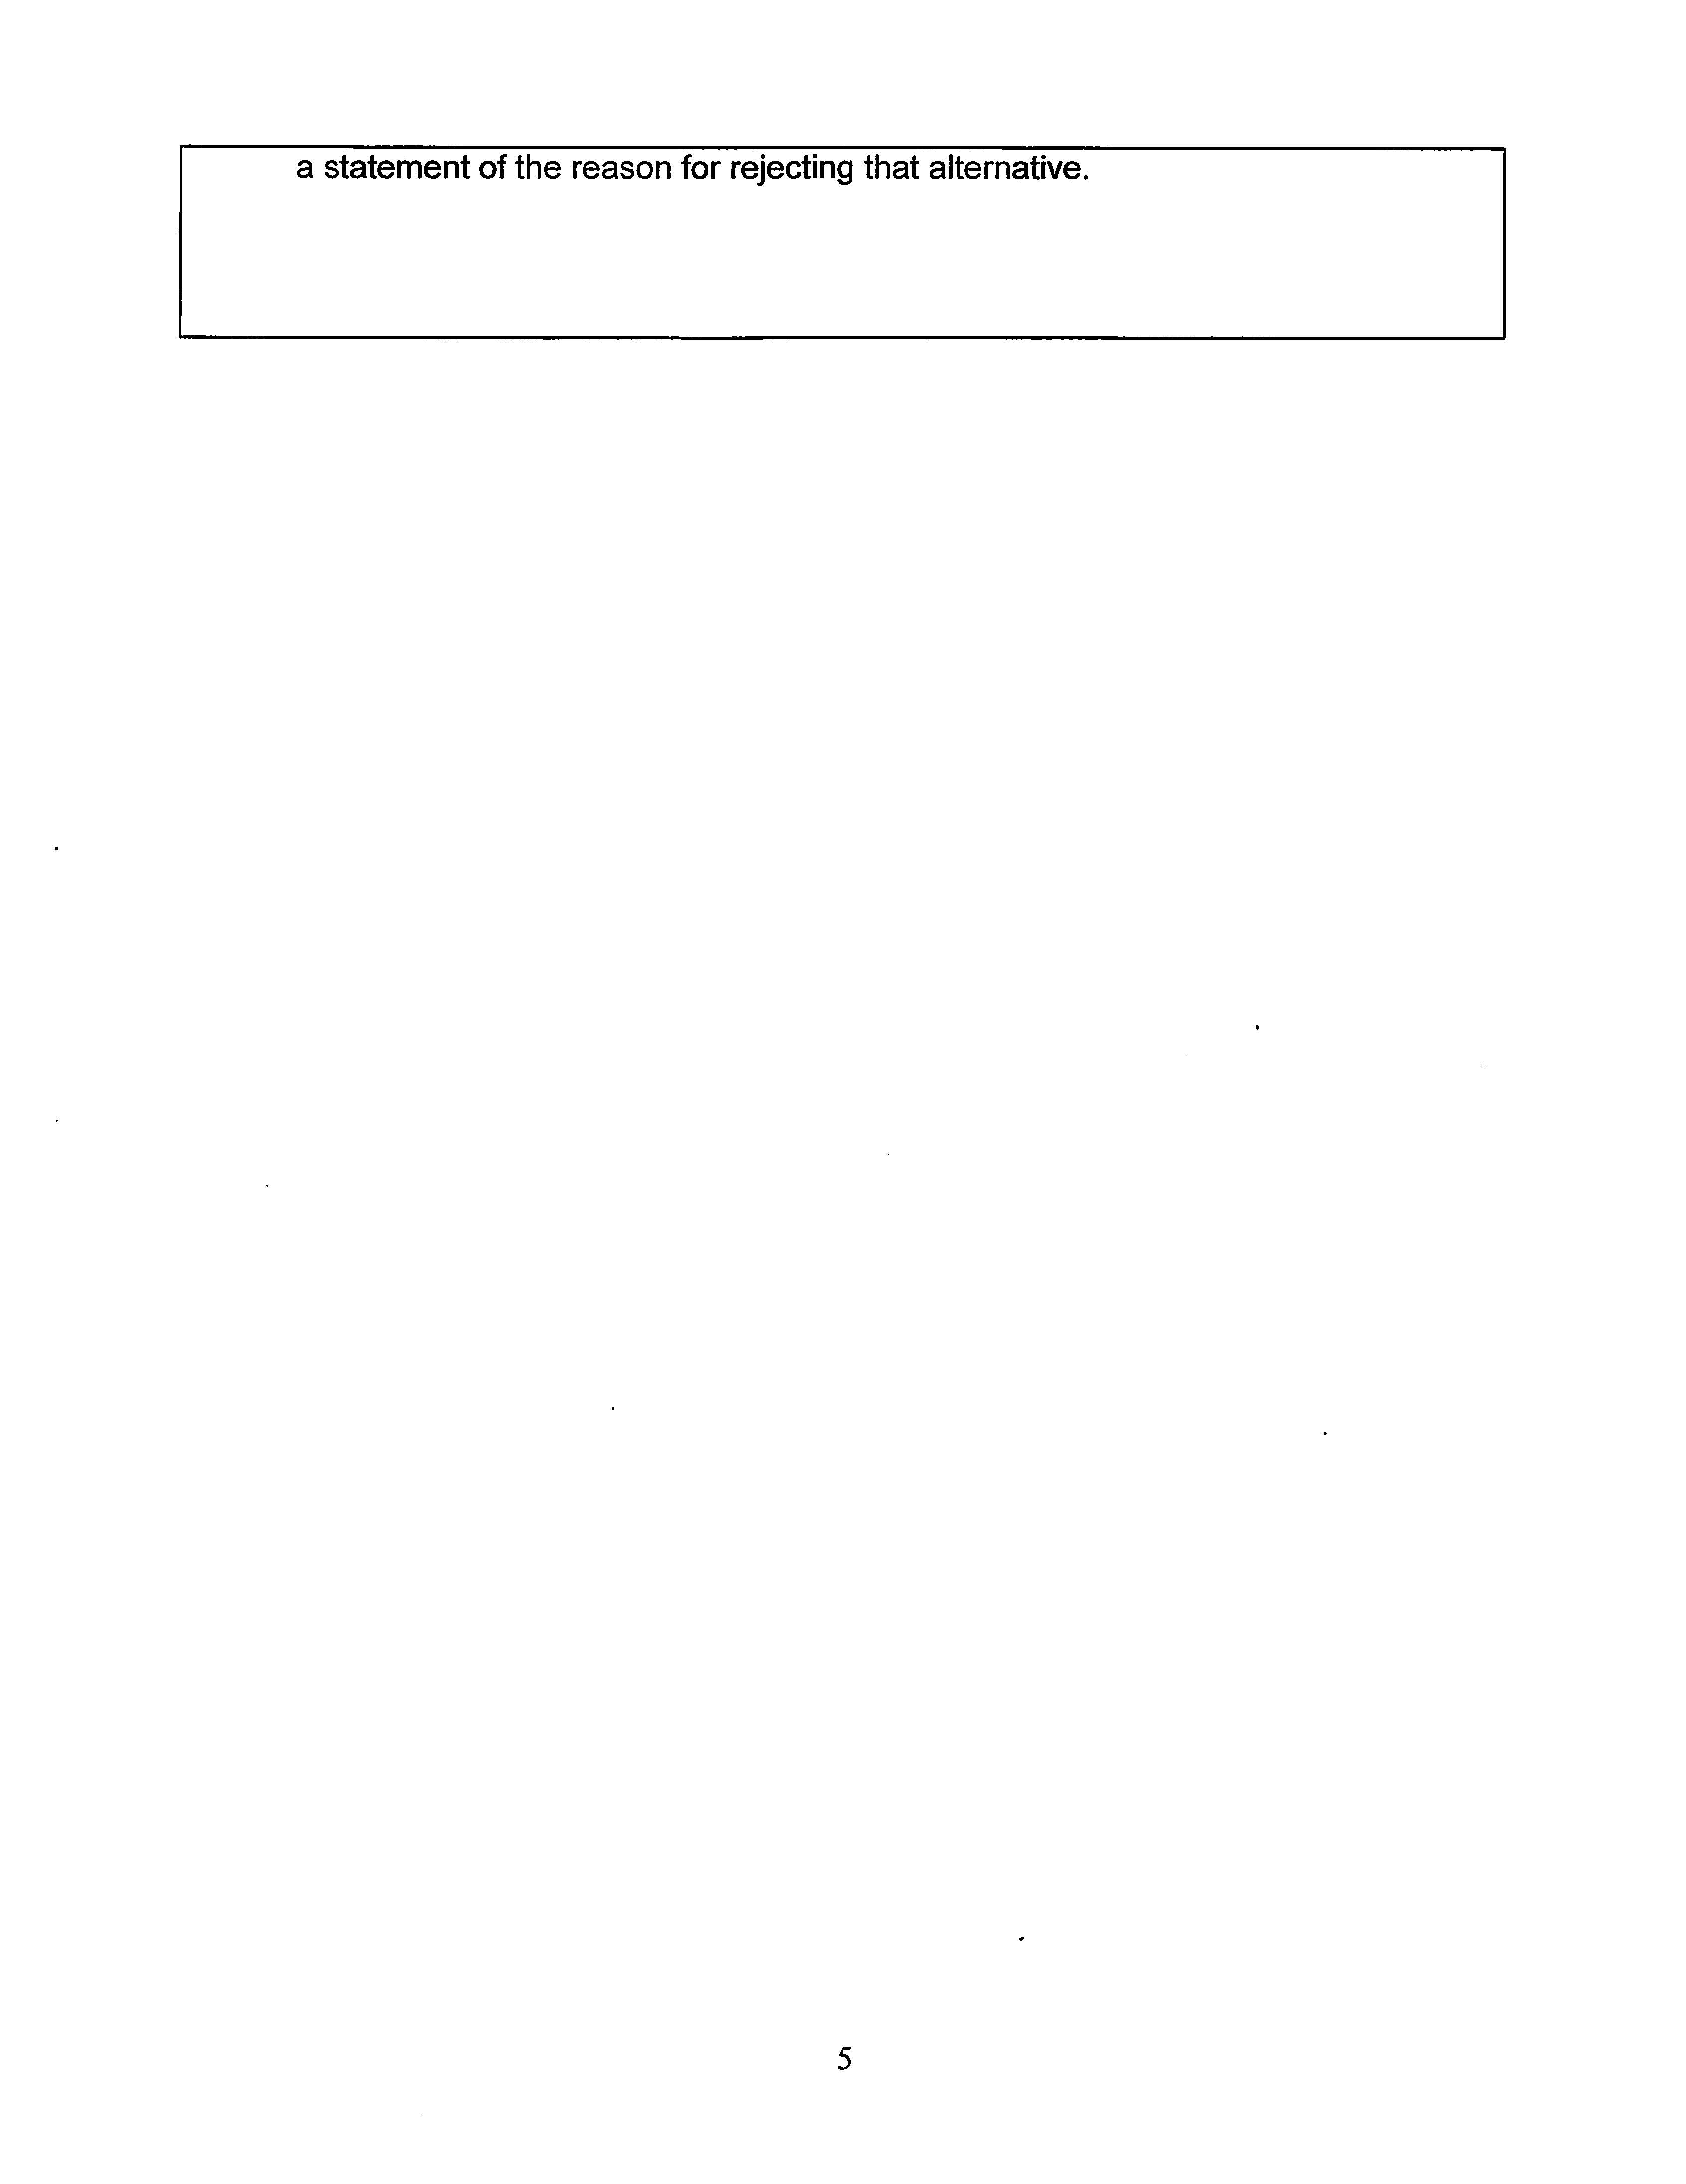 a statement of the reason for rejecting that alternative.
5